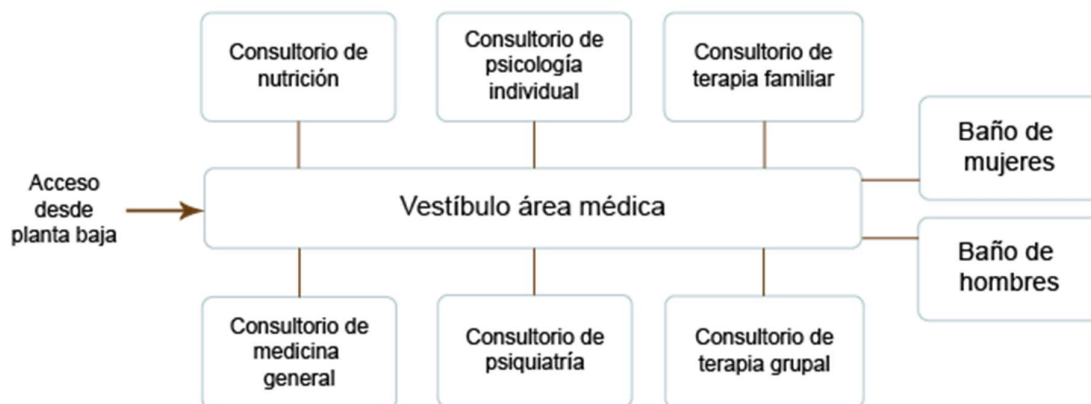 Consultorio de
nutrición
Consultorio de
psicología
individual
Consultorio de
terapia familiar
Baño de
mujeres
Acceso
desde
planta baja
Vestíbulo área médica
Baño de
hombres
Consultorio de
medicina
general
Consultorio de
psiquiatría
Consultorio de
terapia grupal